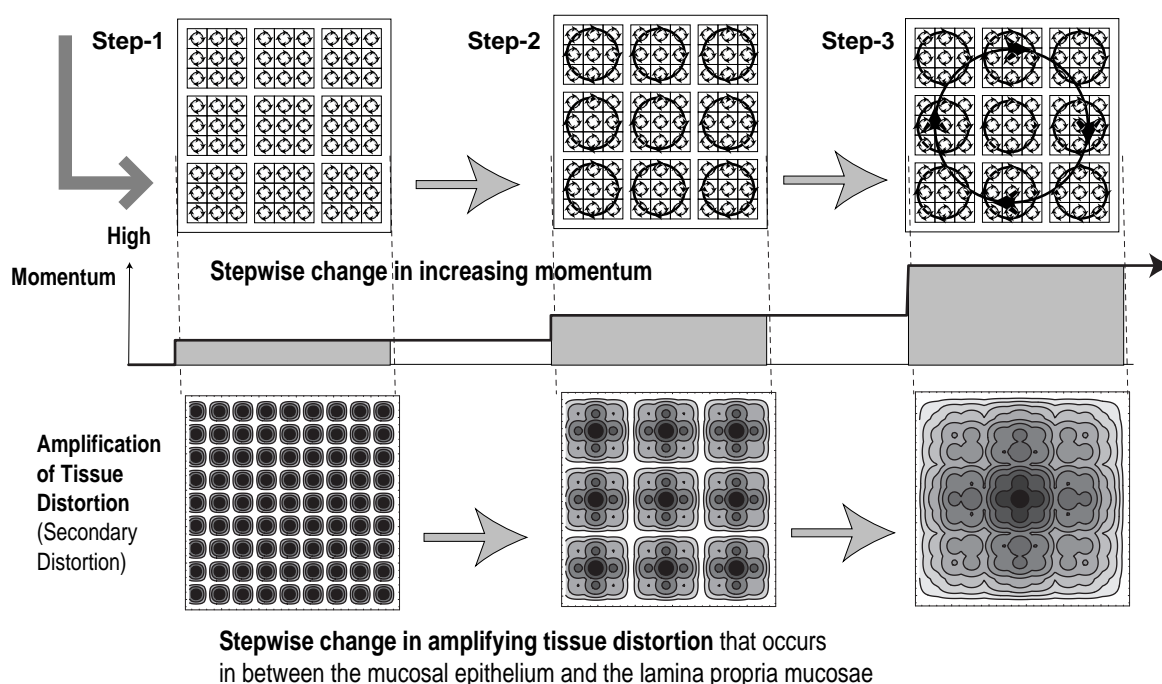 Step-1
Step-2
Step-3
High
Momentum
Stepwise change in increasing momentum
Amplification
of Tissue
Distortion
(Secondary
Distortion)
Stepwise change in amplifying tissue distortion that occurs
in between the mucosal epithelium and the lamina propria mucosae